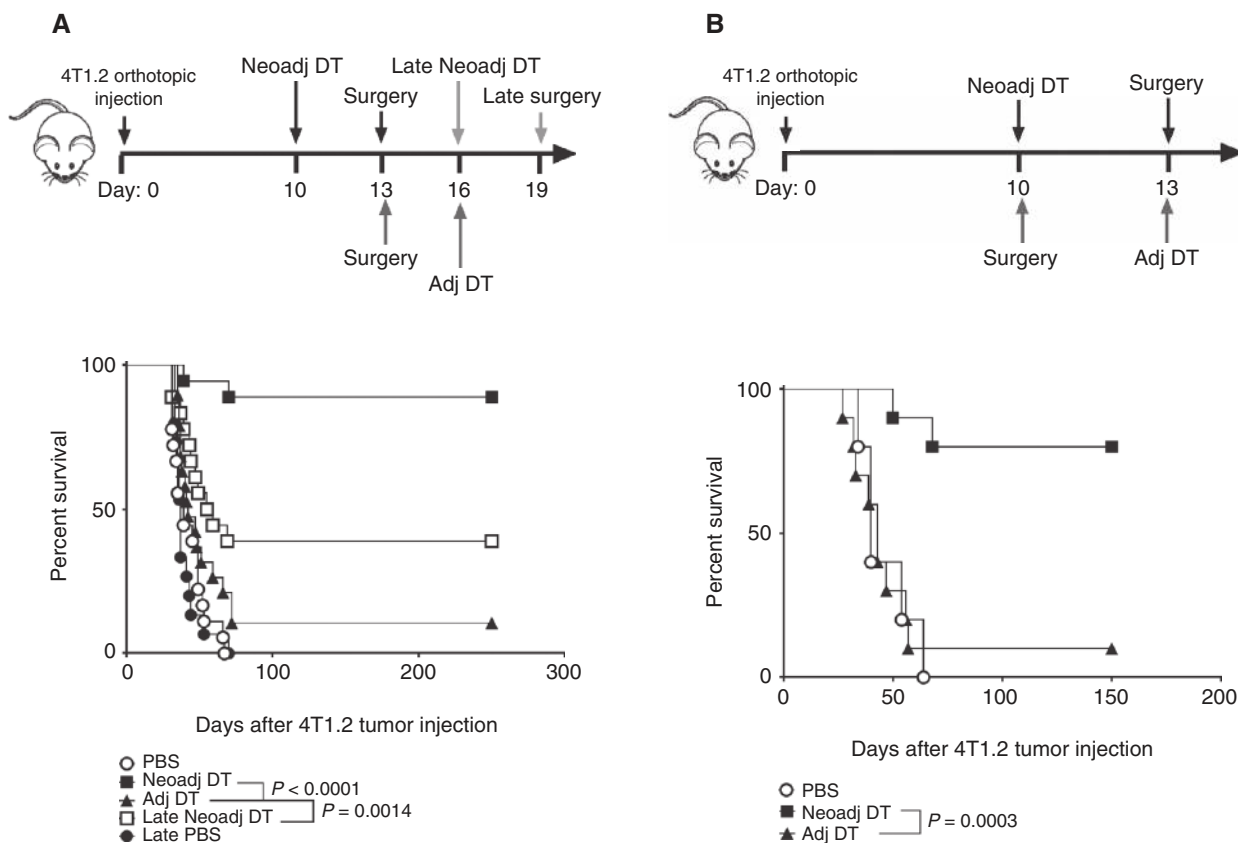 A
4T1.2 orthotopic
injection
Neoadj DT
Surgery
Late Neoadj DT
Late surgery
Day: 0
10
13
16
19
Surgery
Adj DT
100
50
0
Percent survival
0
100
200
300
Days after 4T1.2 tumor injection
PBS
Neoadj DT
Adj DT
Late Neoadj DT
Late PBS
P < 0.0001
P = 0.0014
B
4T1.2 orthotopic
injection
Neoadj DT
Surgery
Day: 0
10
13
Surgery
Adj DT
100
50
0
Percent survival
0
50
100
150
200
Days after 4T1.2 tumor injection
PBS
Neoadj DT
Adj DT
P = 0.0003